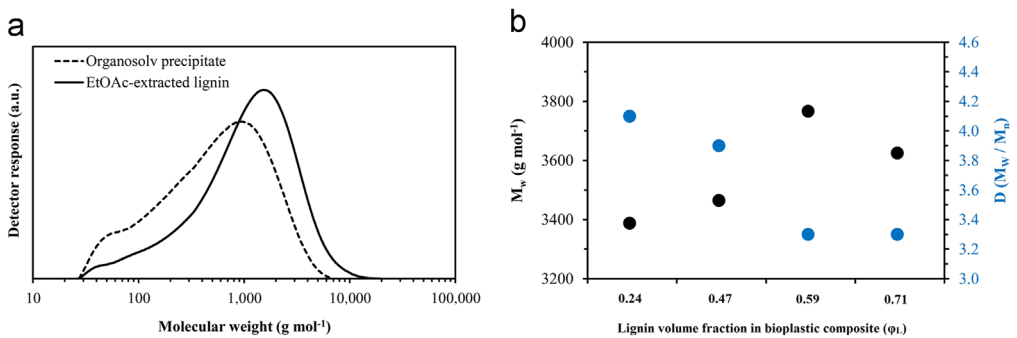 a
Organosolv precipitate
EtOAc-extracted lignin
Detector response (a.u.)
10
100
1,000
10,000
100,000
Molecular weight (g mol-1)
b
4000
3800
3600
3400
3200
Mw (g mol-1)
4.6
4.4
4.2
4.0
3.8
3.6
3.4
3.2
3.0
D (MW / Mn)
0.24
0.47
0.59
0.71
Lignin volume fraction in bioplastic composite (φL)